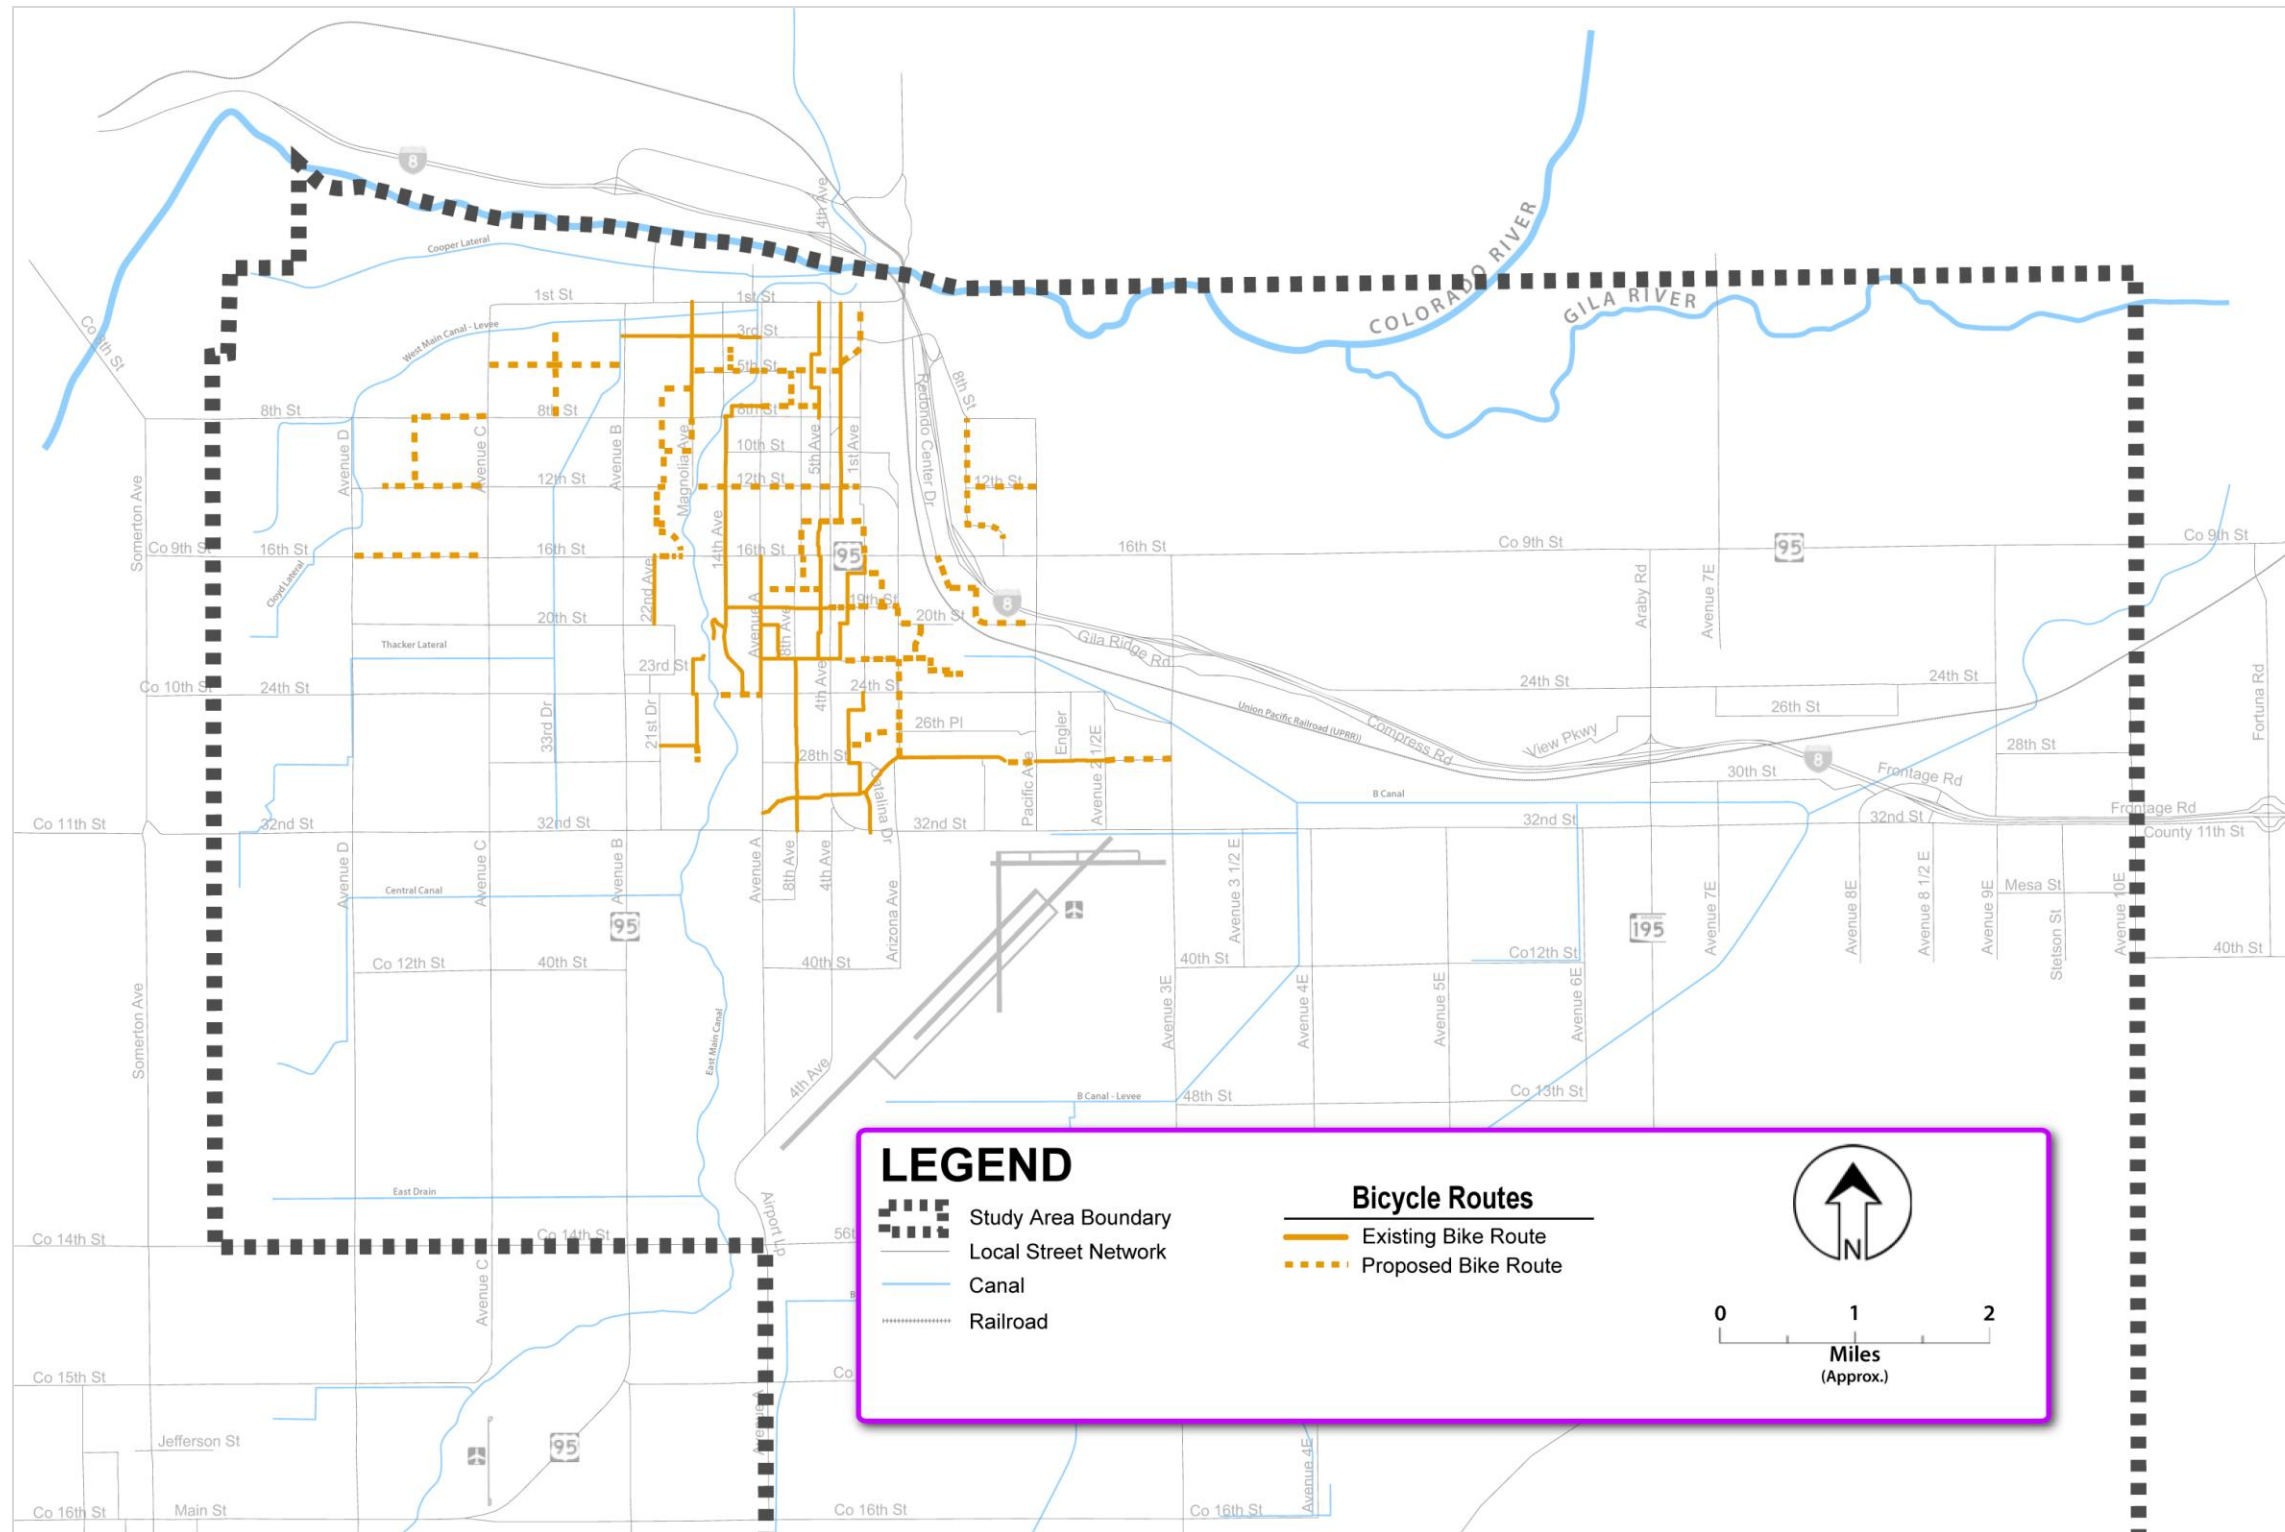 8
4th Ave
Cooper Lateral
COLORADO RIVER
GILA RIVER
1st St
1st St
Co 8th St
West Main Canal - Levee
3rd St
5th St
8th St
Redondo Center Dr
8th St
8th St
8th St
Avenue D
Avenue C
Avenue B
Magnolia Ave
10th St
5th Ave
1st Ave
Somerton Ave
12th St
12th St
12th St
14th Ave
Co 9th St
16th St
16th St
16th St
95
16th St
Co 9th St
95
Co 9th St
Cloyd Lateral
22nd Ave
Avenue A
8th Ave
19th St
20th St
8
Araby Rd
Avenue 7E
20th St
Thacker Lateral
Gila Ridge Rd
23rd St
4th Ave
Co 10th St
24th St
24th St
24th St
24th St
Fortuna Rd
33rd Dr
21st Dr
26th Pl
Engler
Avenue 2 1/2E
Union Pacific Railroad (UPRR)
Compress Rd
View Pkwy
26th St
28th St
28th St
Catalina Dr
Pacific Ave
8
30th St
Frontage Rd
B Canal
Frontage Rd
Co 11th St
32nd St
32nd St
32nd St
32nd St
32nd St
County 11th St
Avenue D
Avenue C
Avenue B
Avenue A
8th Ave
4th Ave
Arizona Ave
Central Canal
95
Avenue 3 1/2 E
195
Avenue 7E
Avenue 8E
Avenue 8 1/2 E
Avenue 9E
Mesa St
Stetson St
Avenue 10E
Co 12th St
40th St
40th St
40th St
Co12th St
40th St
Somerton Ave
East Main Canal
4th Ave
Avenue 3E
Avenue 4E
Avenue 5E
Avenue 6E
B Canal - Levee
48th St
Co 13th St
East Drain
Airport Lp
Co 14th St
Co 14th St
56t
Avenue C
B
Co 15th St
Co
Avenue A
Jefferson St
95
Avenue 4E
Co 16th St
Main St
Co 16th St
Co 16th St
LEGEND
Study Area Boundary
Local Street Network
Canal
Railroad
Bicycle Routes
Existing Bike Route
Proposed Bike Route
N
0 1 2
Miles
(Approx.)